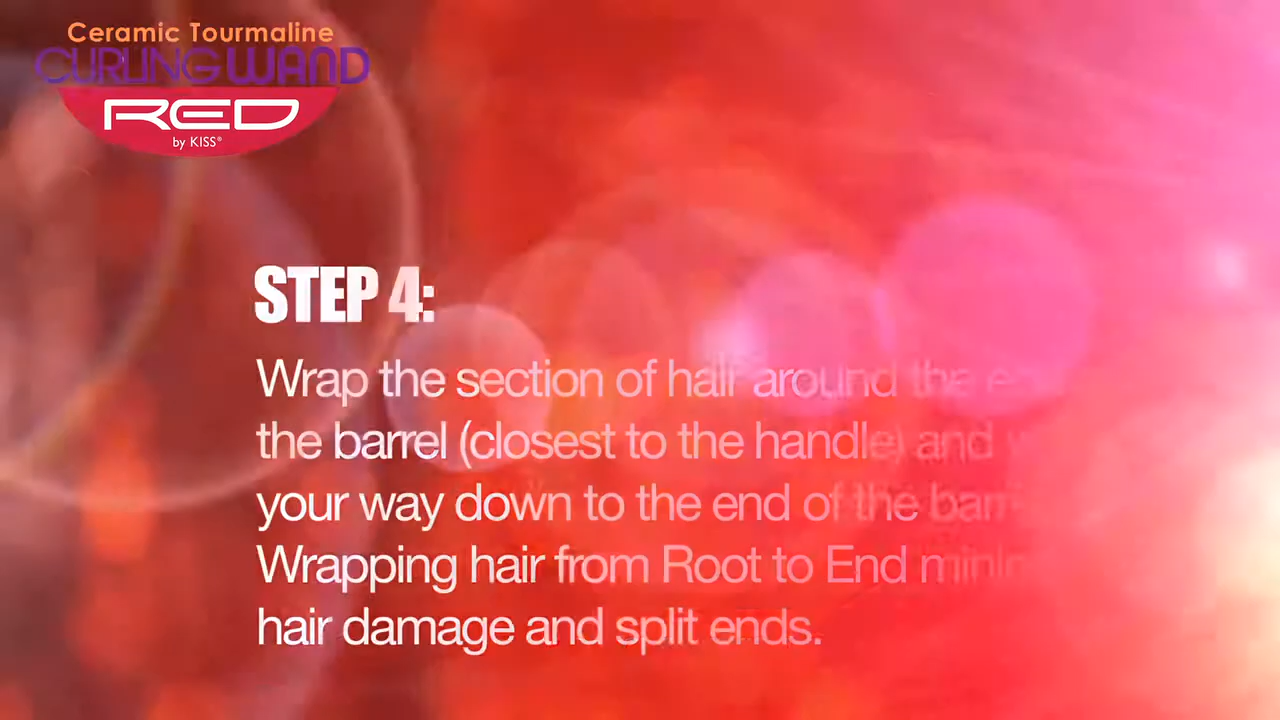 Ceramic Tourmaline
CURLING WAND
RED
by KISS®
STEP 4:
Wrap the section of hair around the
the barrel (closest to the handle) and
your way down to the end of the
Wrapping hair from Root to End
hair damage and split ends.